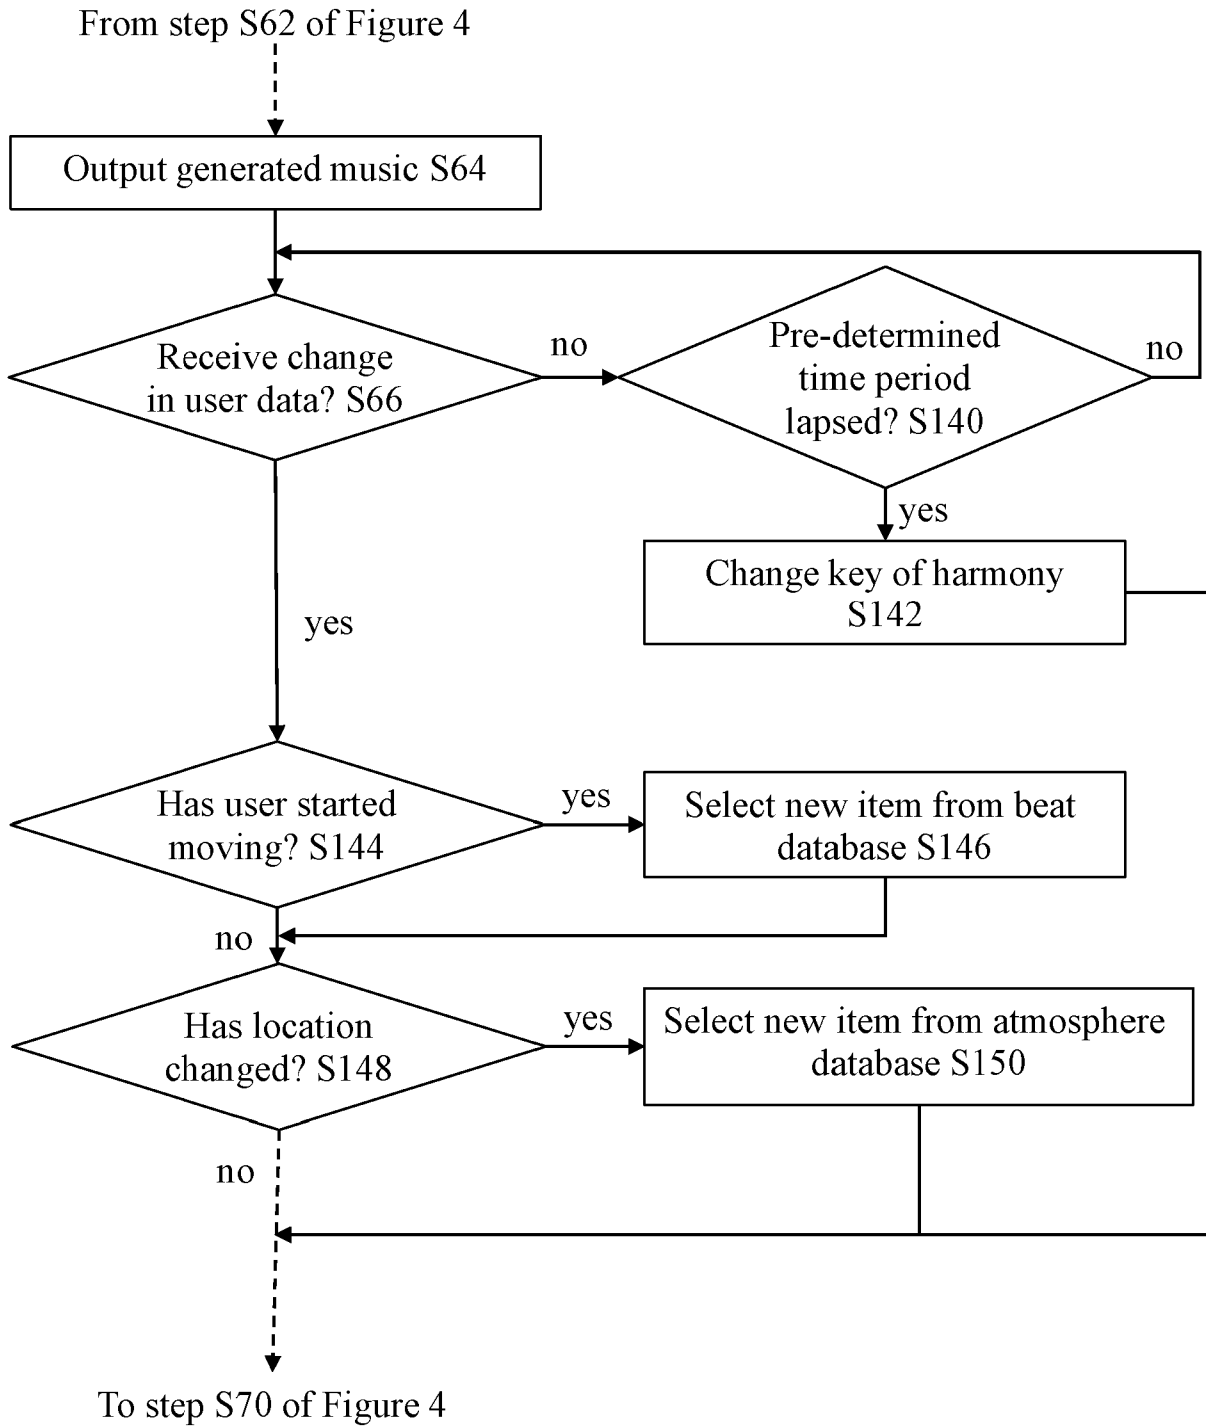 From step S62 of Figure 4
Output generated music S64
Receive change
in user data? S66
no
Pre-determined
time period
lapsed? S140
no
yes
Change key of harmony
S142
yes
Has user started
moving? S144
yes
Select new item from beat
database S146
no
Has location
changed? S148
yes
Select new item from atmosphere
database S150
no
To step S70 of Figure 4